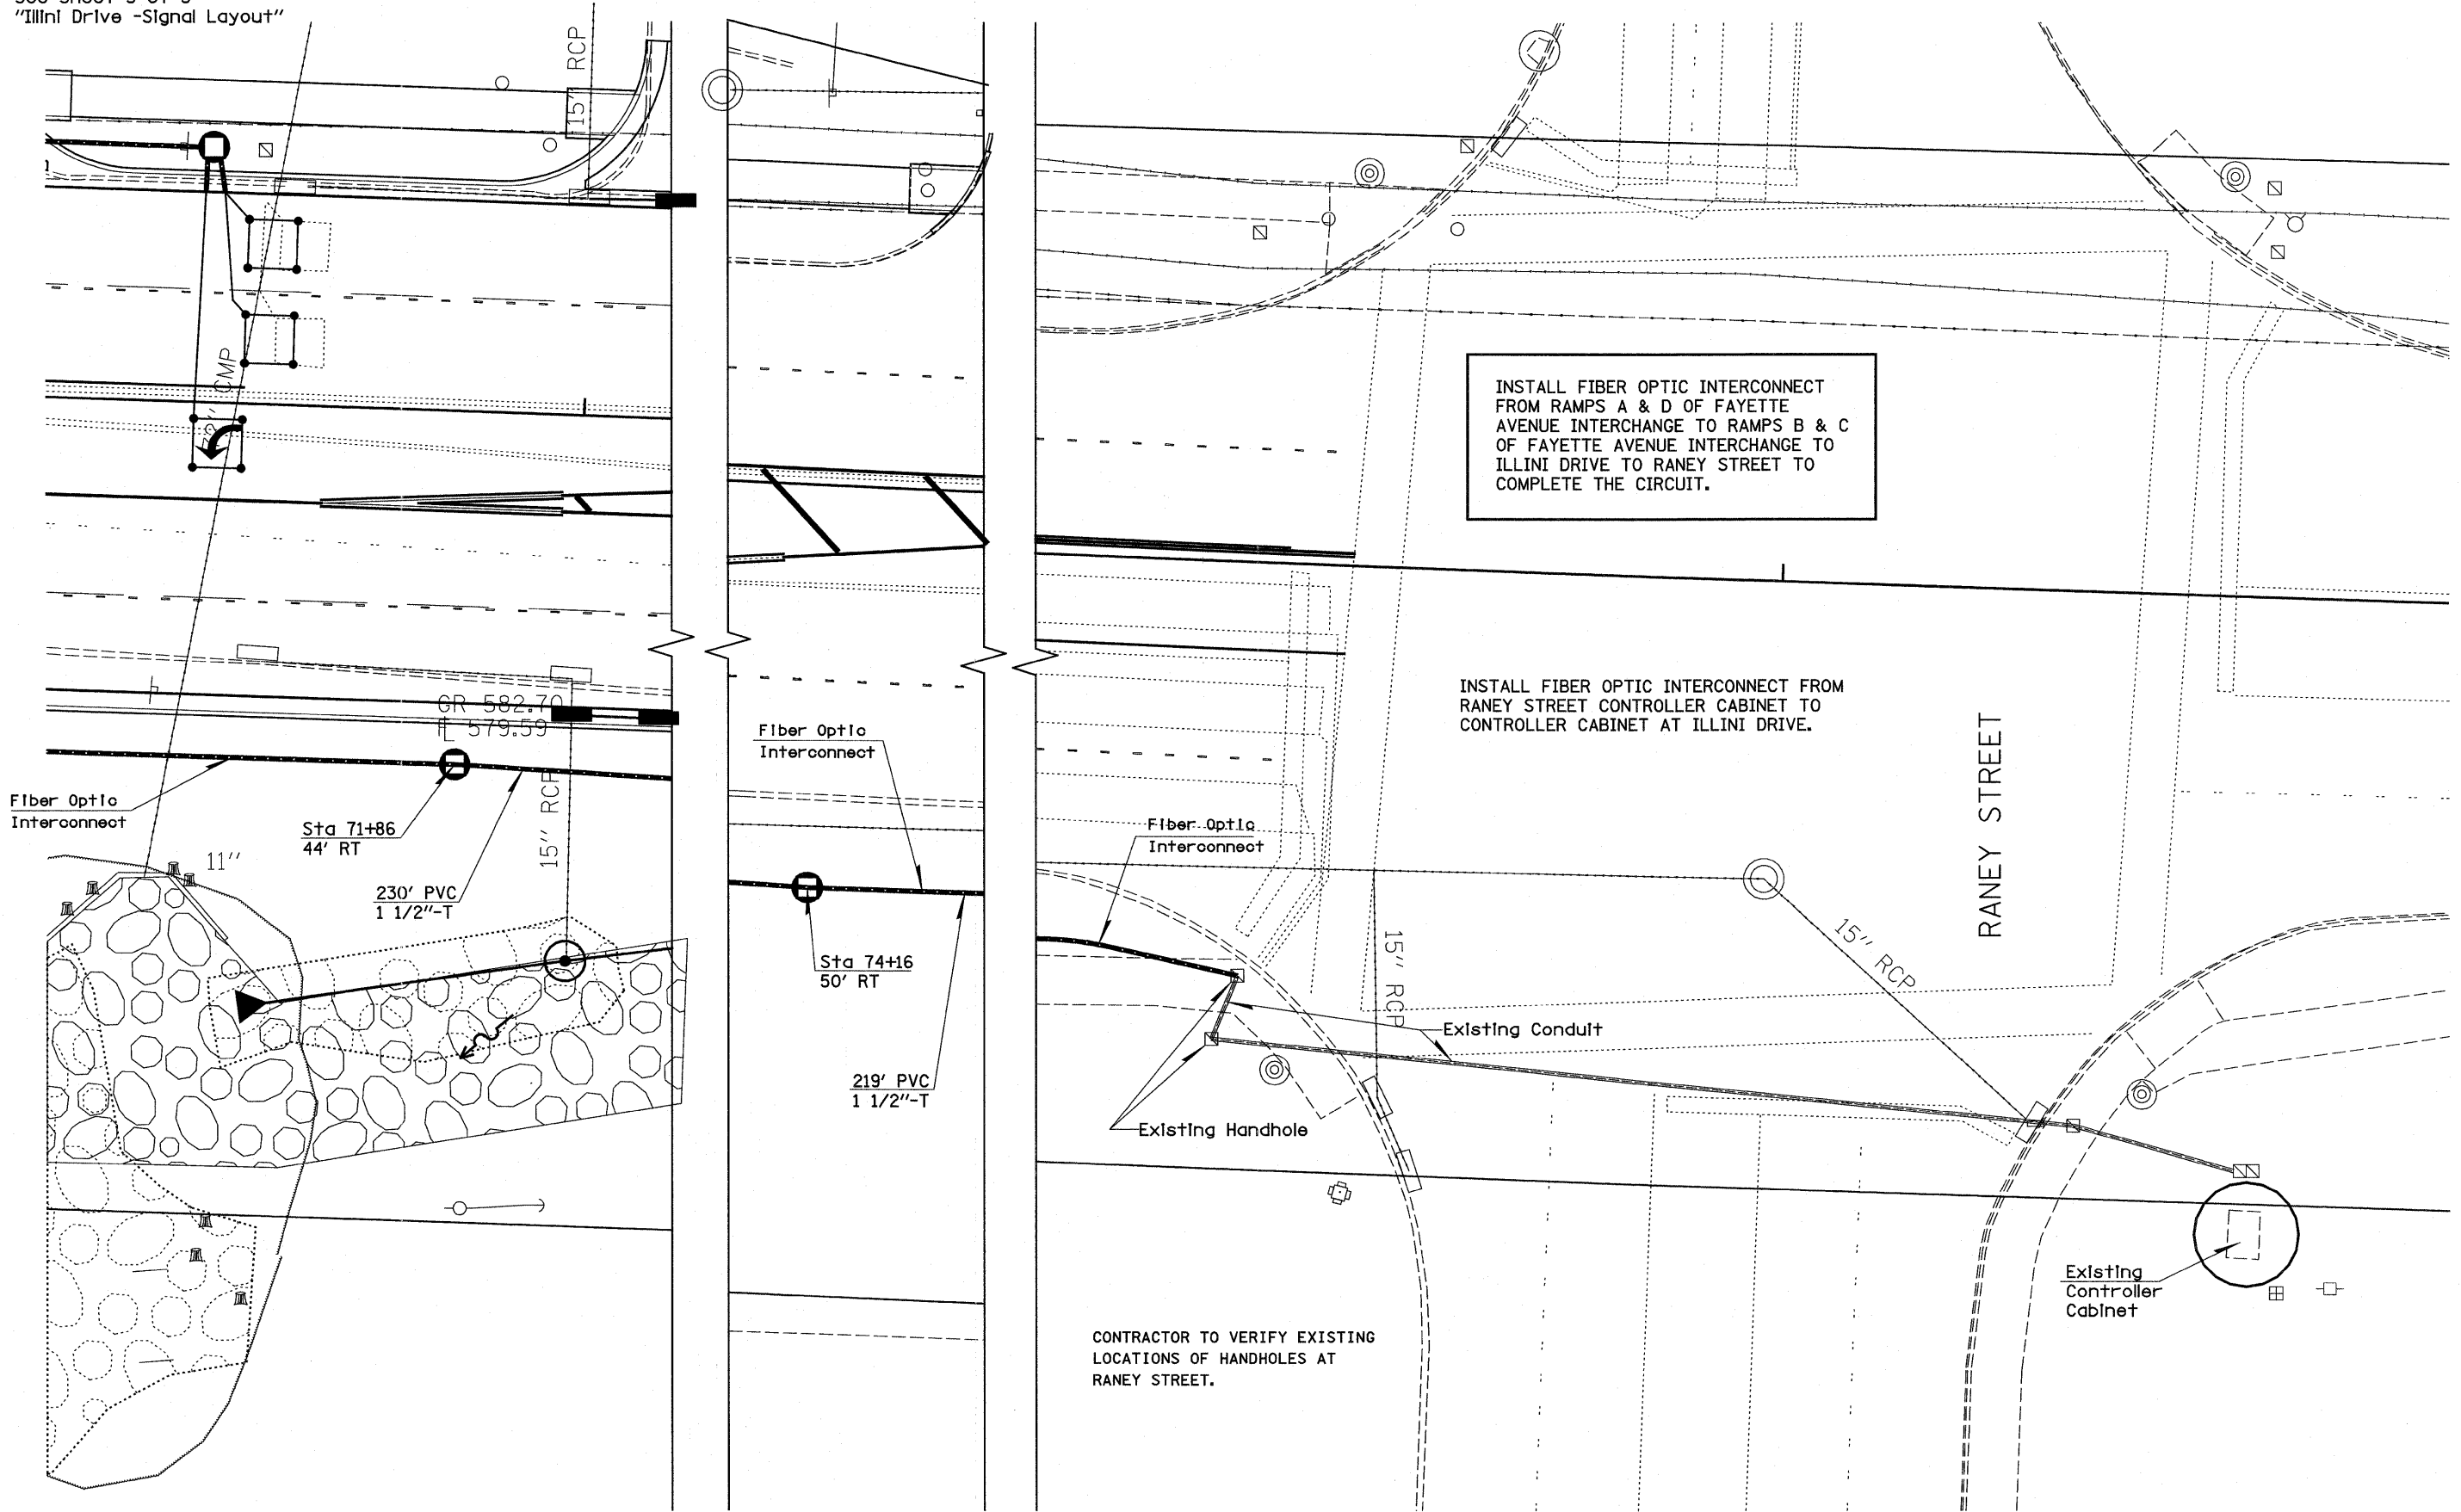 "Illini Drive -Signal Layout"
15" RCP
CMP
GR 582.70
579.59
15" RCP
Fiber Optic
Interconnect
Sta 71+86
44' RT
11"
230' PVC
1 1/2"-T
Fiber Optic
Interconnect
Sta 74+16
50' RT
219' PVC
1 1/2"-T
INSTALL FIBER OPTIC INTERCONNECT
FROM RAMPS A & D OF FAYETTE
AVENUE INTERCHANGE TO RAMPS B & C
OF FAYETTE AVENUE INTERCHANGE TO
ILLINI DRIVE TO RANEY STREET TO
COMPLETE THE CIRCUIT.
INSTALL FIBER OPTIC INTERCONNECT FROM
RANEY STREET CONTROLLER CABINET TO
CONTROLLER CABINET AT ILLINI DRIVE.
RANEY STREET
Fiber Optic
Interconnect
15" RCP
15" RCP
Existing Conduit
Existing Handhole
Existing
Controller
Cabinet
CONTRACTOR TO VERIFY EXISTING
LOCATIONS OF HANDHOLES AT
RANEY STREET.